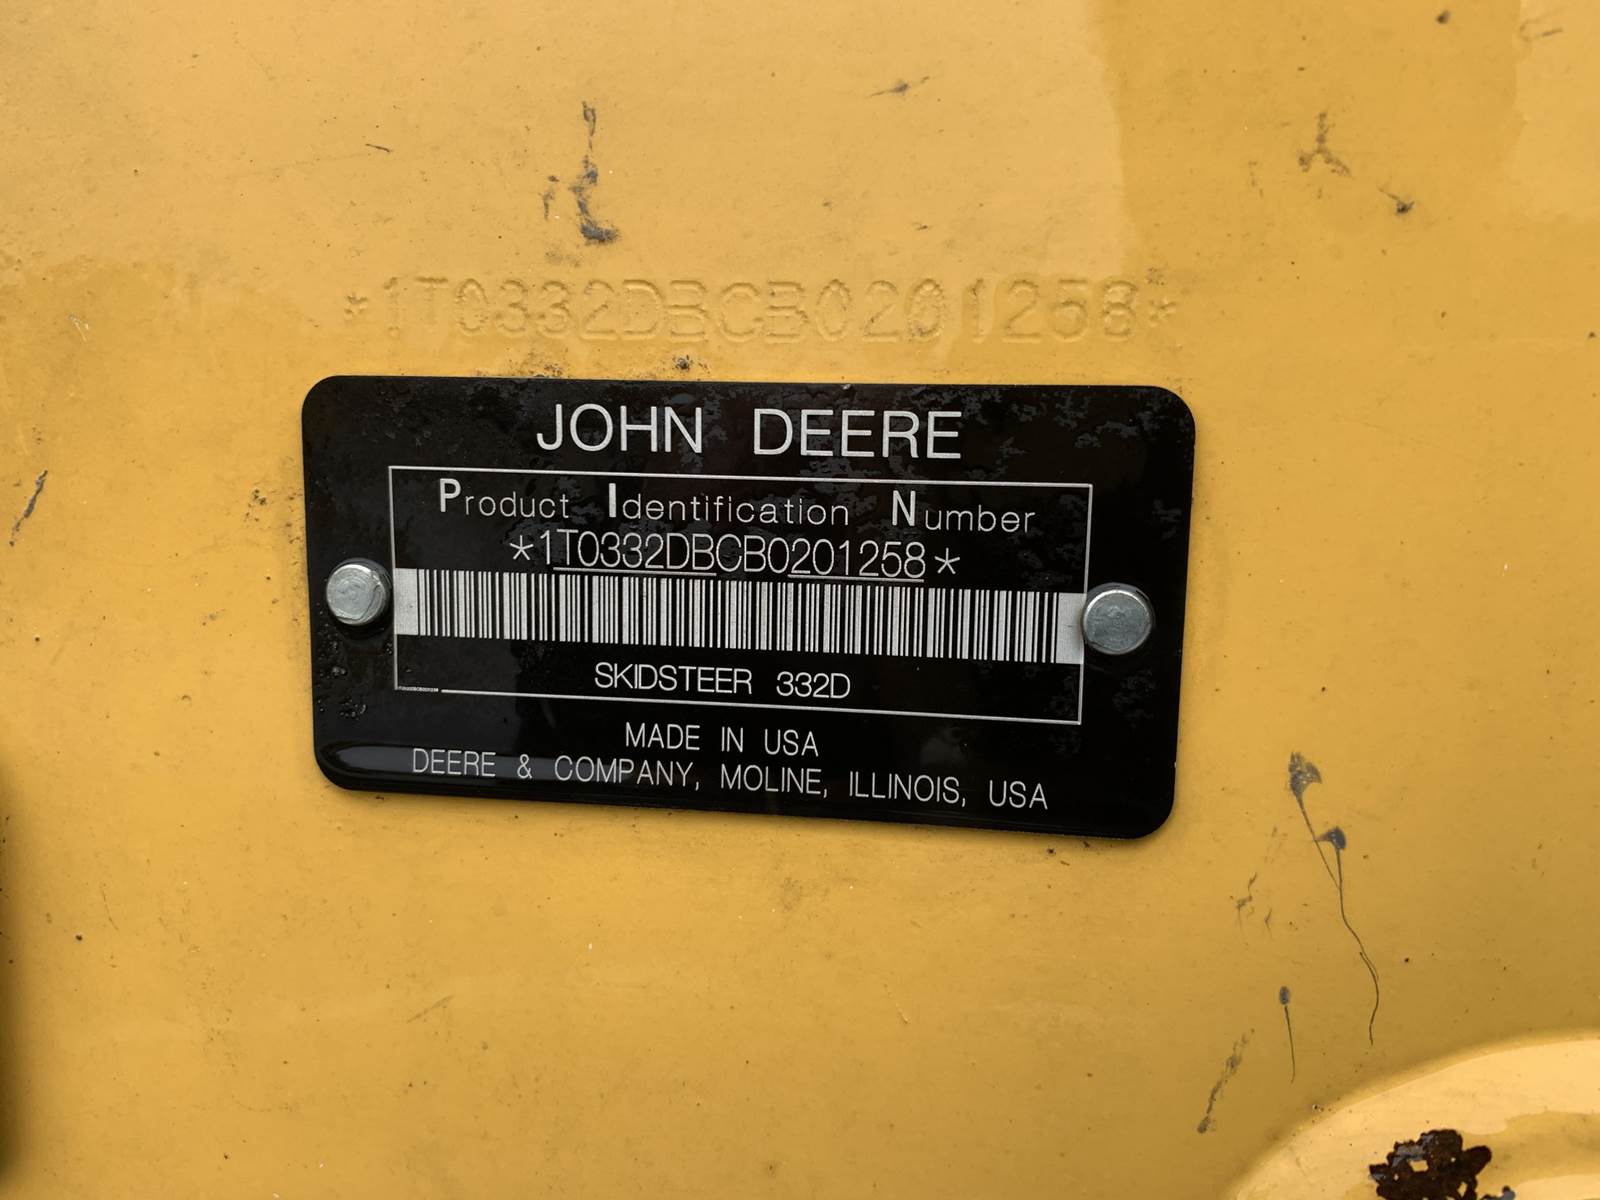 *1T0332DBCB0201258*
JOHN DEERE
Product Identification Number
*1T0332DBCB0201258*
SKIDSTEER 332D
MADE IN USA
DEERE & COMPANY, MOLINE, ILLINOIS, USA